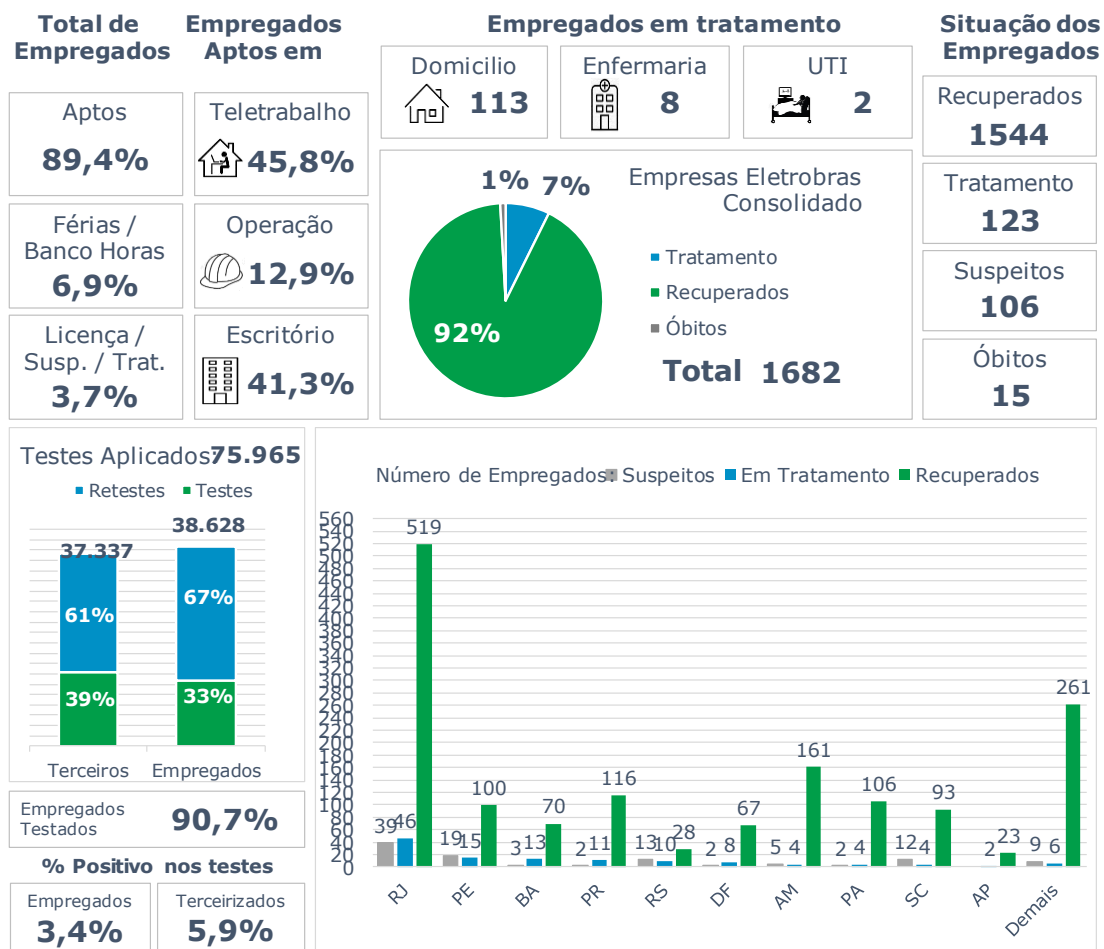 Total de
Empregados
Empregados
Aptos em
Empregados em tratamento
Situação dos
Empregados
Aptos
89,4%
Férias /
Banco Horas
6,9%
Licença /
Susp. / Trat.
3,7%
Teletrabalho
45,8%
Operação
12,9%
Escritório
41,3%
Domicilio
113
Enfermaria
8
UTI
2
1% 7%
92%
Empresas Eletrobras
Consolidado
Tratamento
Recuperados
Óbitos
Total 1682
Recuperados
1544
Tratamento
123
Suspeitos
106
Óbitos
15
Testes Aplicados: 75.965
Retestes Testes
37.337
38.628
61%
67%
39%
33%
Terceiros Empregados
Empregados
Testados
90,7%
% Positivo nos testes
Empregados
3,4%
Terceirizados
5,9%
Número de Empregados: Suspeitos Em Tratamento Recuperados
560
540
520
500
480
460
440
420
400
380
360
340
320
300
280
260
240
220
200
180
160
140
120
100
80
60
40
20
0
39 46 519
19 15 100
3 13 70
2 11 116
13 10 28
2 8 67
5 4 161
2 4 106
12 4 93
2 23
9 6 261
RJ PE BA PR RS DF AM PA SC AP Demais